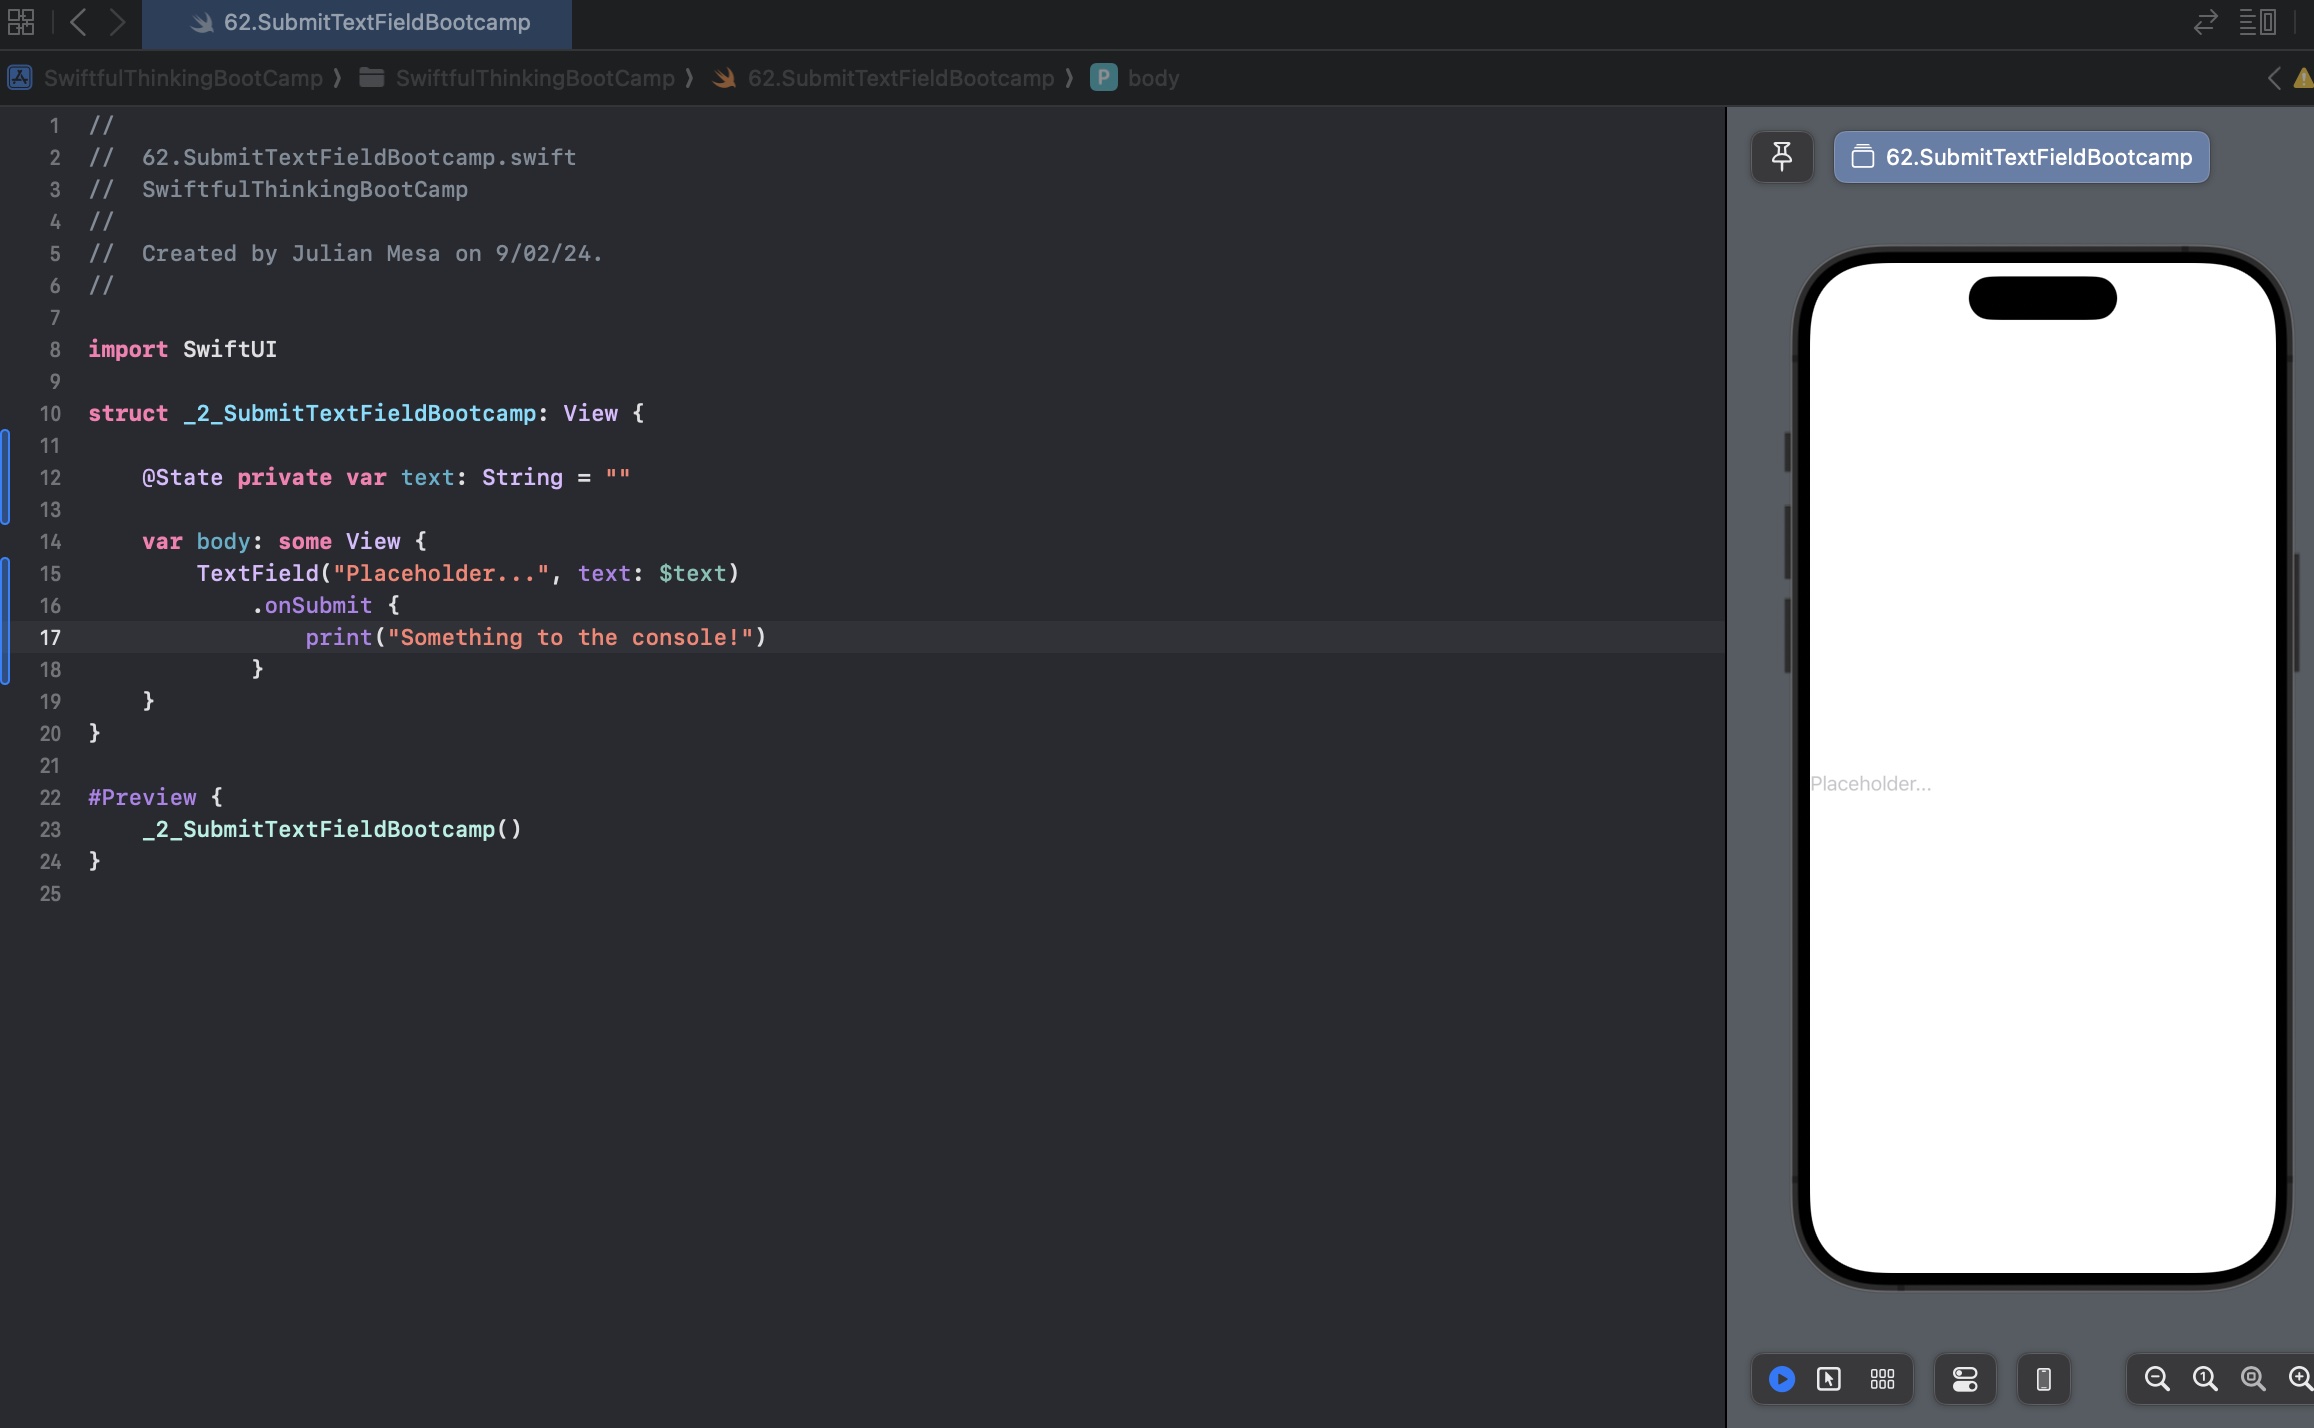 62.SubmitTextFieldBootcamp
SwiftfulThinkingBootCamp ⟩ SwiftfulThinkingBootCamp ⟩ 62.SubmitTextFieldBootcamp ⟩ P body
1 //
2 //  62.SubmitTextFieldBootcamp.swift
3 //  SwiftfulThinkingBootCamp
4 //
5 //  Created by Julian Mesa on 9/02/24.
6 //
7
8 import SwiftUI
9
10 struct _2_SubmitTextFieldBootcamp: View {
11
12     @State private var text: String = ""
13
14     var body: some View {
15         TextField("Placeholder...", text: $text)
16             .onSubmit {
17                 print("Something to the console!")
18             }
19     }
20 }
21
22 #Preview {
23     _2_SubmitTextFieldBootcamp()
24 }
25
62.SubmitTextFieldBootcamp
Placeholder...